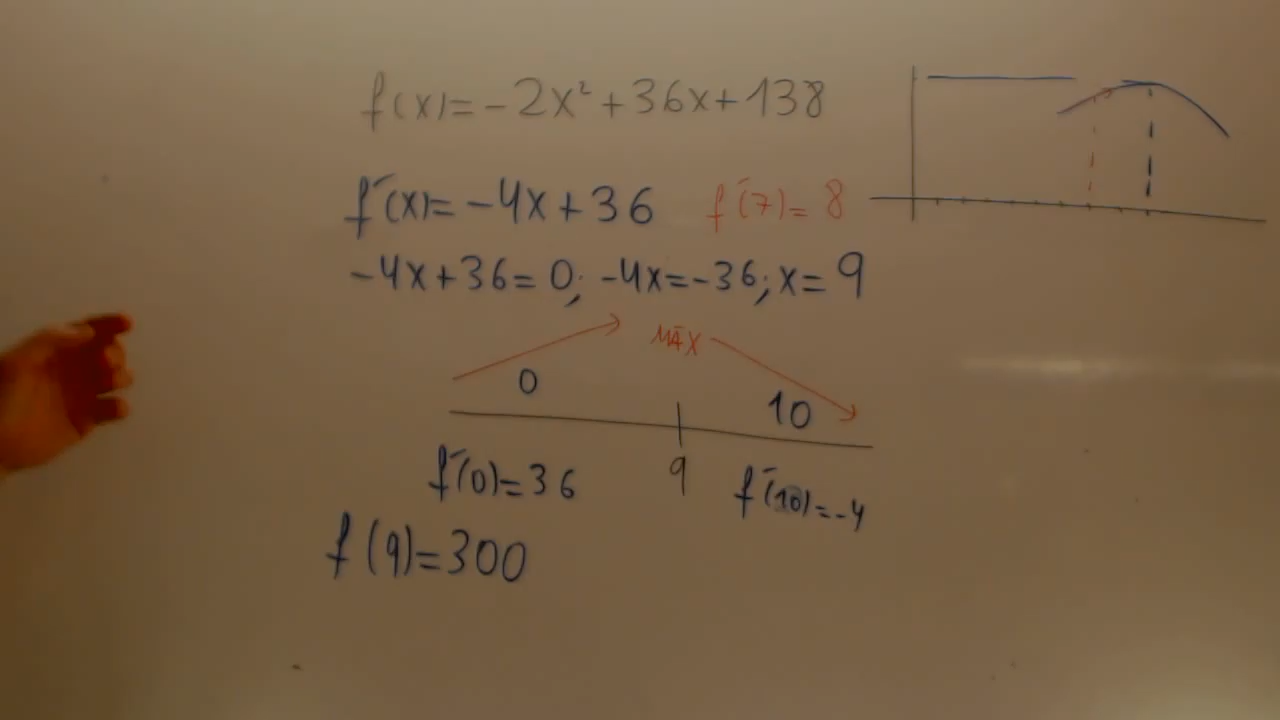 f(x)= -2x² + 36x + 138
f´(x)= -4x + 36 f´(7)= 8
-4x + 36 = 0; -4x = -36; x = 9
MÁX
0 10
9
f´(0)= 36 f´(10)= -4
f(9)= 300